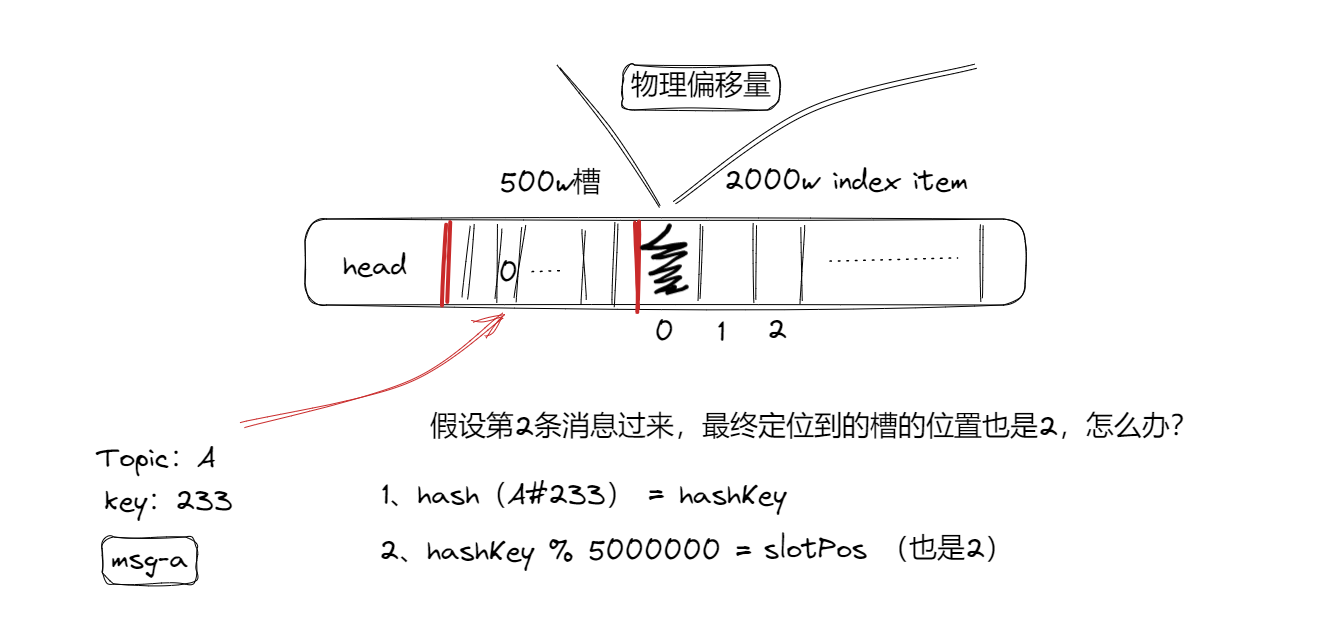 物理偏移量
500w槽
2000w index item
head
0
0 1 2
假设第2条消息过来，最终定位到的槽的位置也是2，怎么办？
Topic：A
key：233
msg-a
1、hash（A#233） = hashKey
2、hashKey % 5000000 = slotPos （也是2）